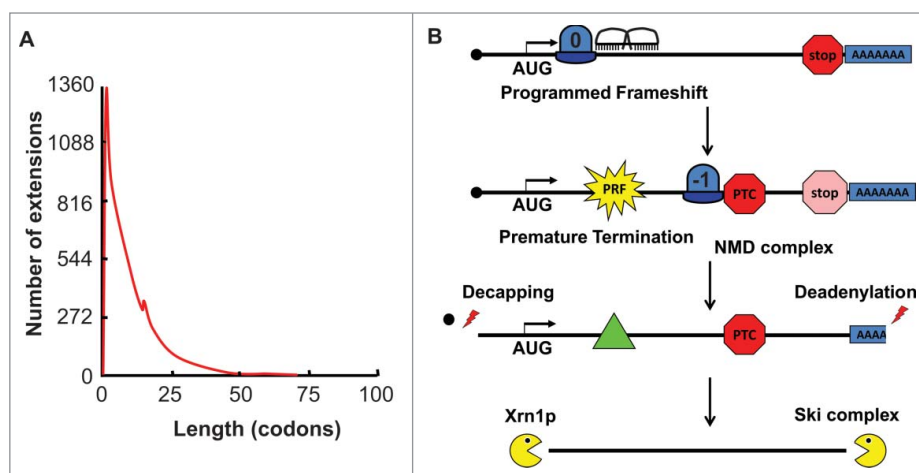 A
Number of extensions
1360
1088
816
544
272
0
0 25 50 75 100
Length (codons)
B
0
AUG
stop
AAAAAAA
Programmed Frameshift
PRF
-1
PTC
stop
AAAAAAA
AUG
Premature Termination
NMD complex
Decapping
Deadenylation
AUG
PTC
AAAA
Xrn1p
Ski complex